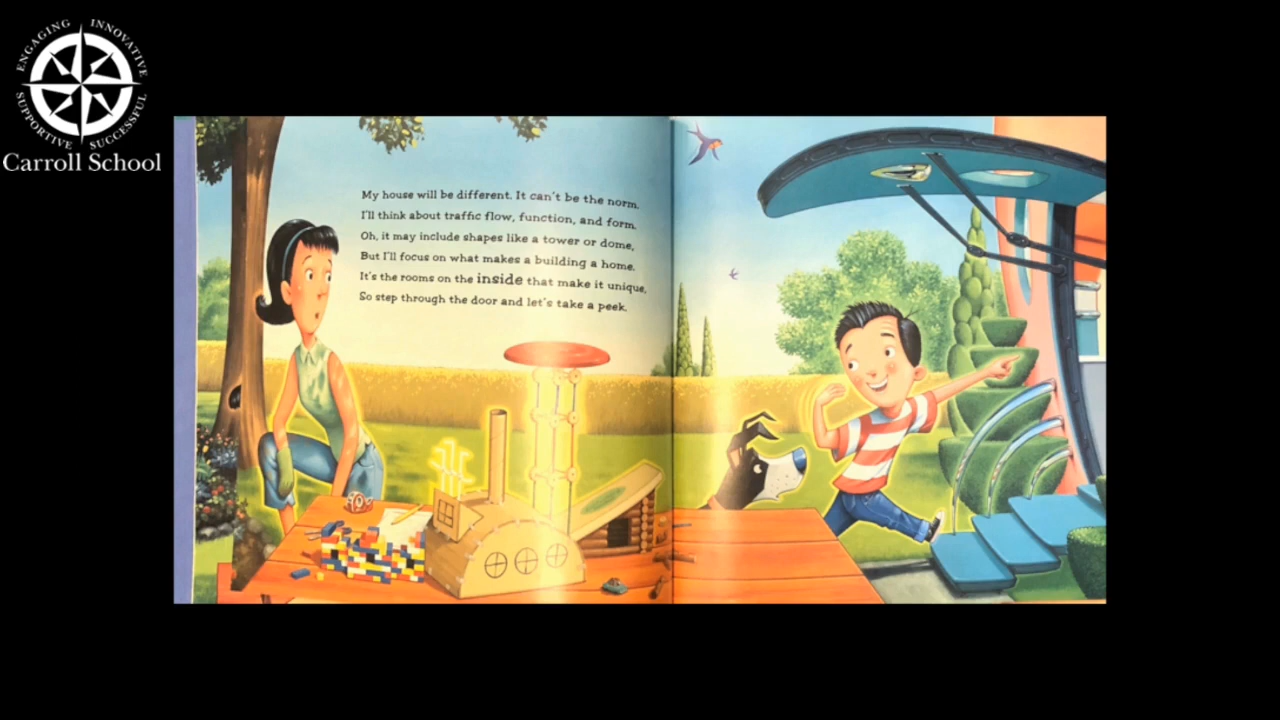 ENGAGING INNOVATIVE
SUPPORTIVE SUCCESSFUL
Carroll School
My house will be different. It can't be the norm.
I'll think about traffic flow, function, and form.
Oh, it may include shapes like a tower or dome,
But I'll focus on what makes a building a home.
It's the rooms on the inside that make it unique,
So step through the door and let's take a peek.